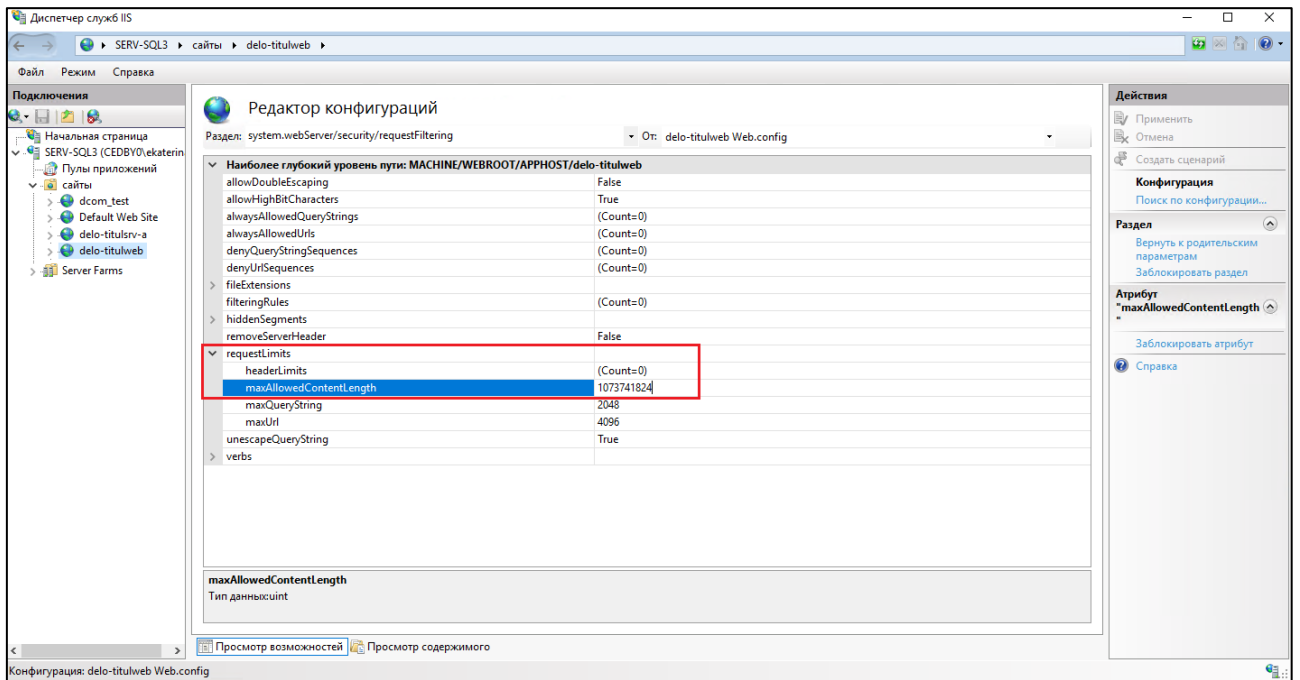 Диспетчер служб IIS
SERV-SQL3 сайты delo-titulweb
Файл Режим Справка
Подключения
Начальная страница
SERV-SQL3 (CEDBY0\ekaterin
Пулы приложений
сайты
dcom_test
Default Web Site
delo-titulsrv-a
delo-titulweb
Server Farms
Редактор конфигураций
Раздел: system.webServer/security/requestFiltering От: delo-titulweb Web.config
Наиболее глубокий уровень пути: MACHINE/WEBROOT/APPHOST/delo-titulweb
allowDoubleEscaping False
allowHighBitCharacters True
alwaysAllowedQueryStrings (Count=0)
alwaysAllowedUrls (Count=0)
denyQueryStringSequences (Count=0)
denyUrlSequences (Count=0)
fileExtensions
filteringRules (Count=0)
hiddenSegments
removeServerHeader False
requestLimits
headerLimits (Count=0)
maxAllowedContentLength 1073741824
maxQueryString 2048
maxUrl 4096
unescapeQueryString True
verbs
maxAllowedContentLength
Тип данных:uint
Просмотр возможностей Просмотр содержимого
Действия
Применить
Отмена
Создать сценарий
Конфигурация
Поиск по конфигурации...
Раздел
Вернуть к родительским
параметрам
Заблокировать раздел
Атрибут
"maxAllowedContentLength
"
Заблокировать атрибут
Справка
Конфигурация: delo-titulweb Web.config